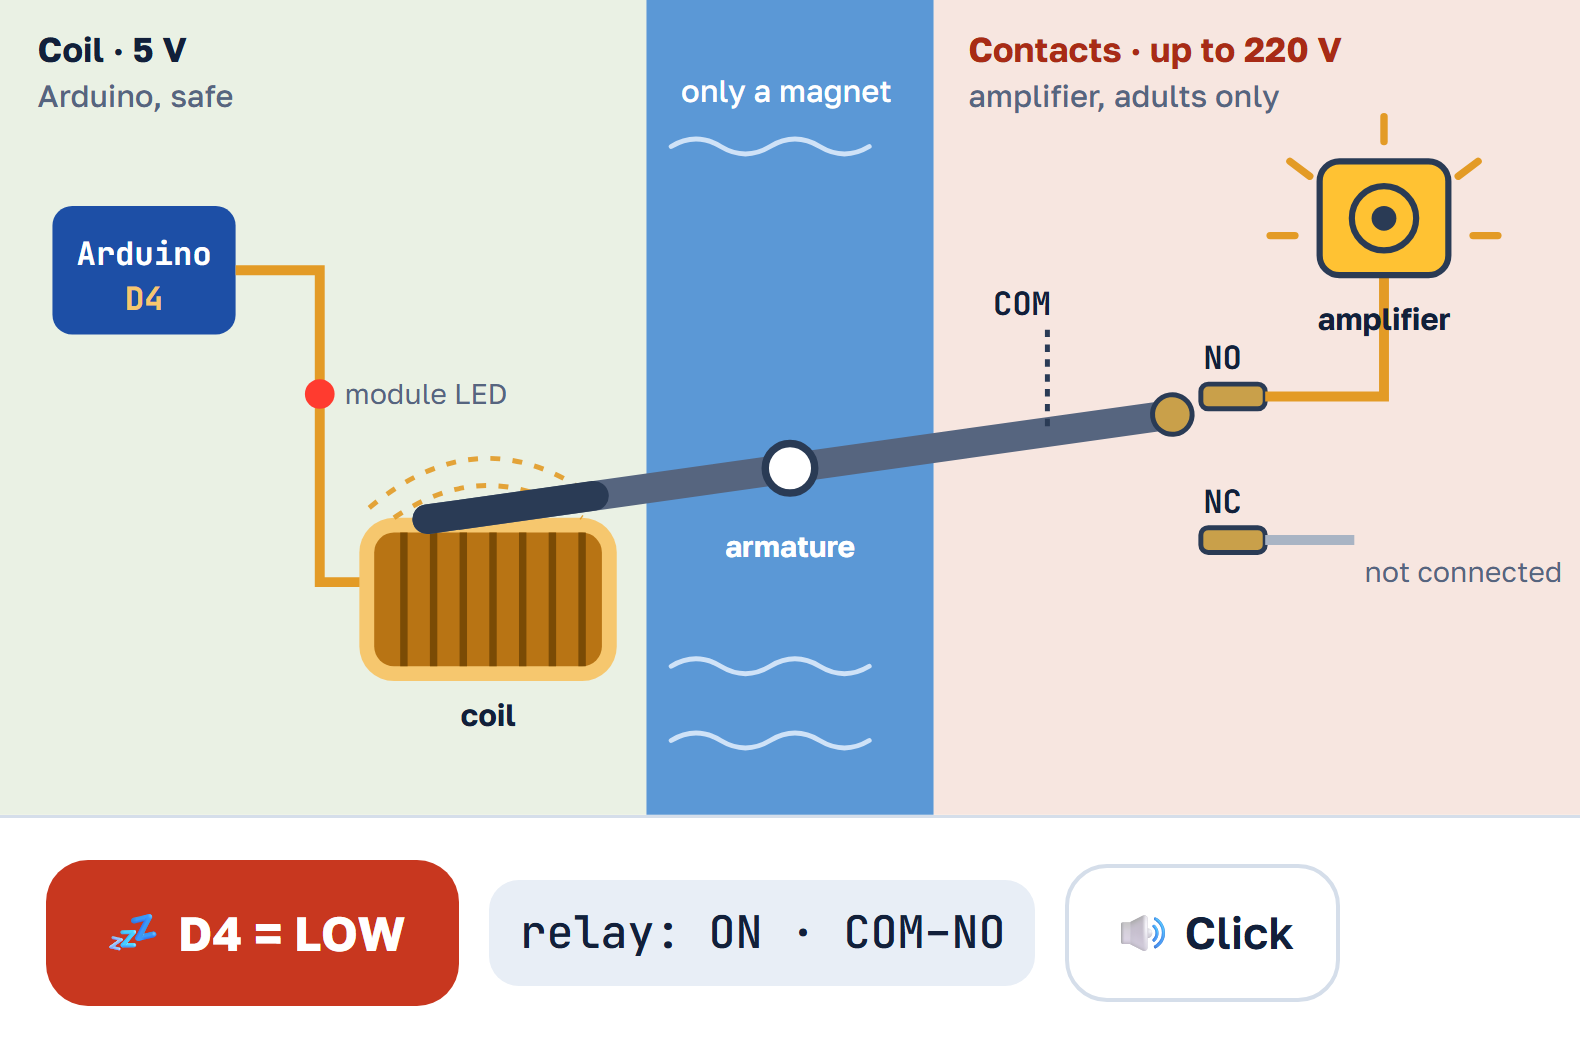 Coil · 5 V
Arduino, safe
only a magnet
Contacts · up to 220 V
amplifier, adults only
Arduino
D4
module LED
COM
amplifier
NO
NC
not connected
armature
coil
💤 D4 = LOW
relay: ON · COM–NO
🔊 Click